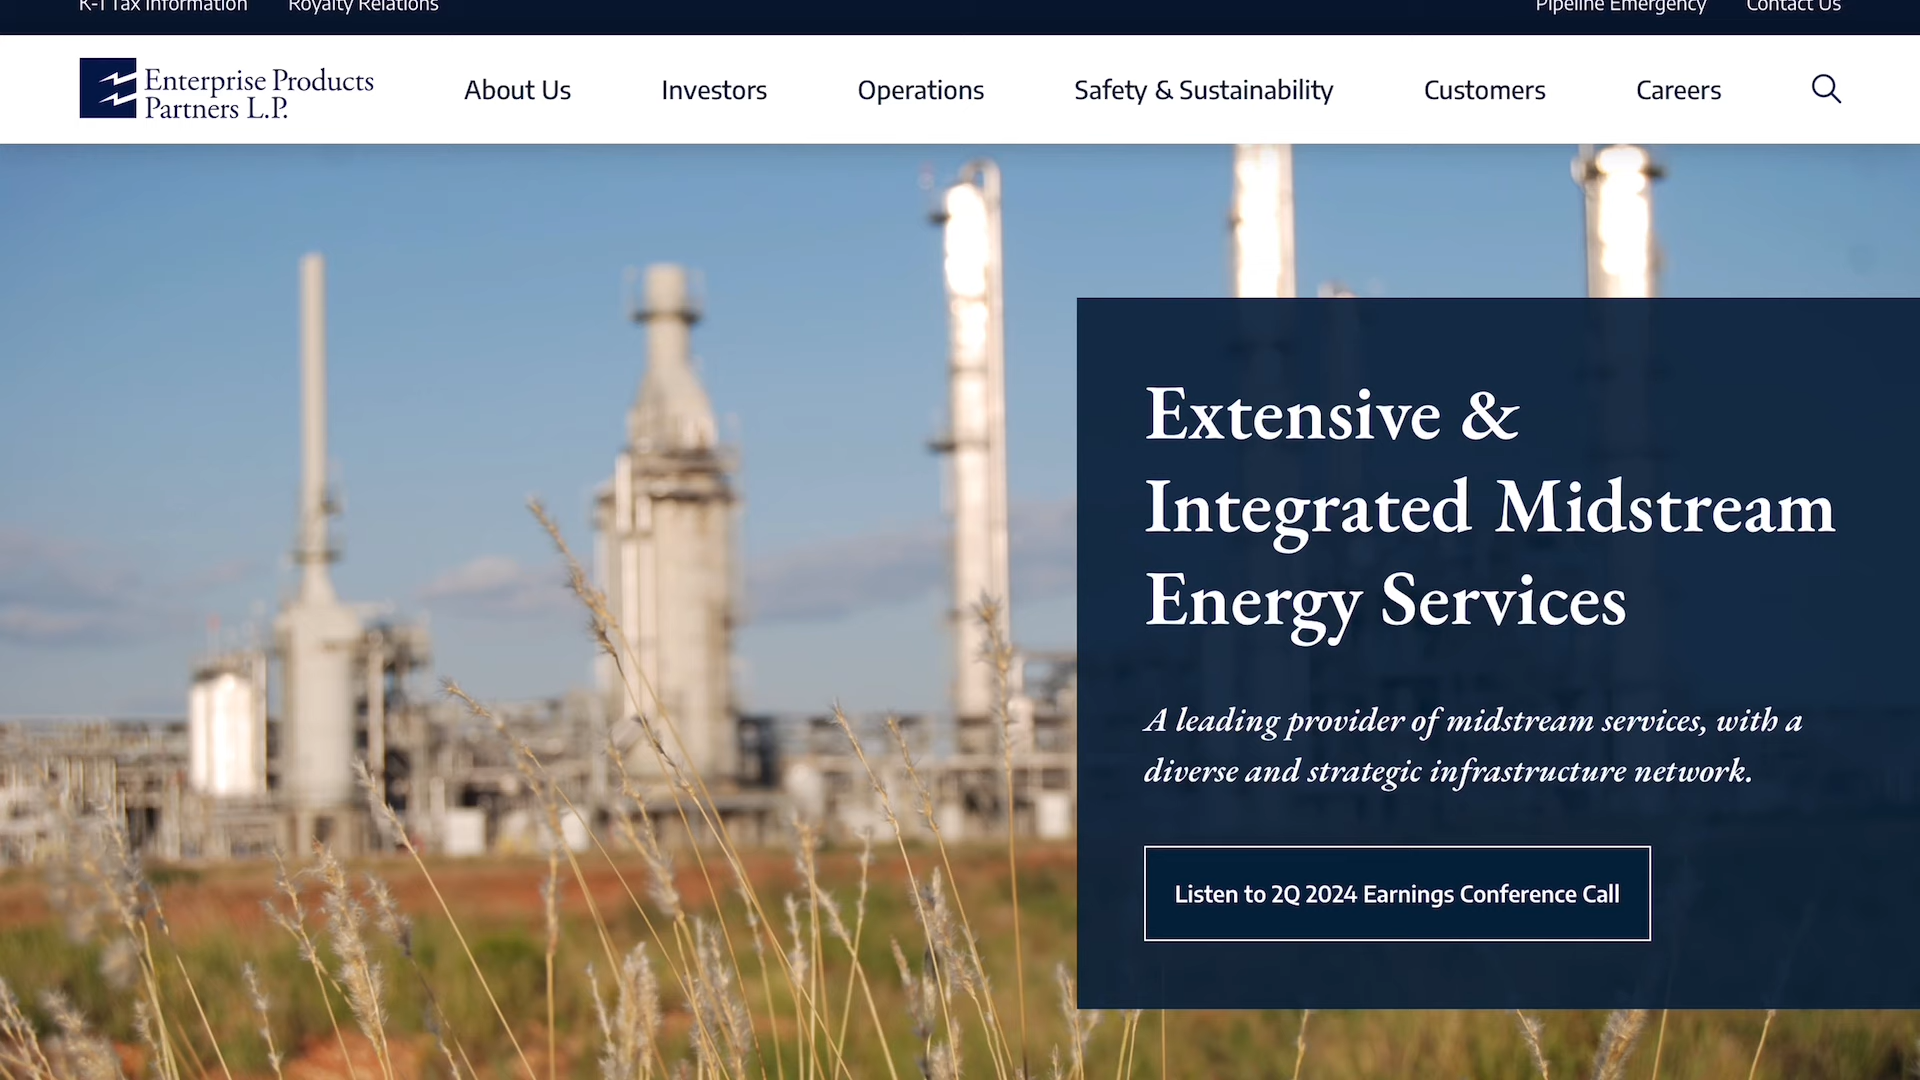 K-1 Tax Information
Royalty Relations
Pipeline Emergency
Contact Us
Enterprise Products
Partners L.P.
About Us
Investors
Operations
Safety & Sustainability
Customers
Careers
Extensive &
Integrated Midstream
Energy Services
A leading provider of midstream services, with a
diverse and strategic infrastructure network.
Listen to 2Q 2024 Earnings Conference Call